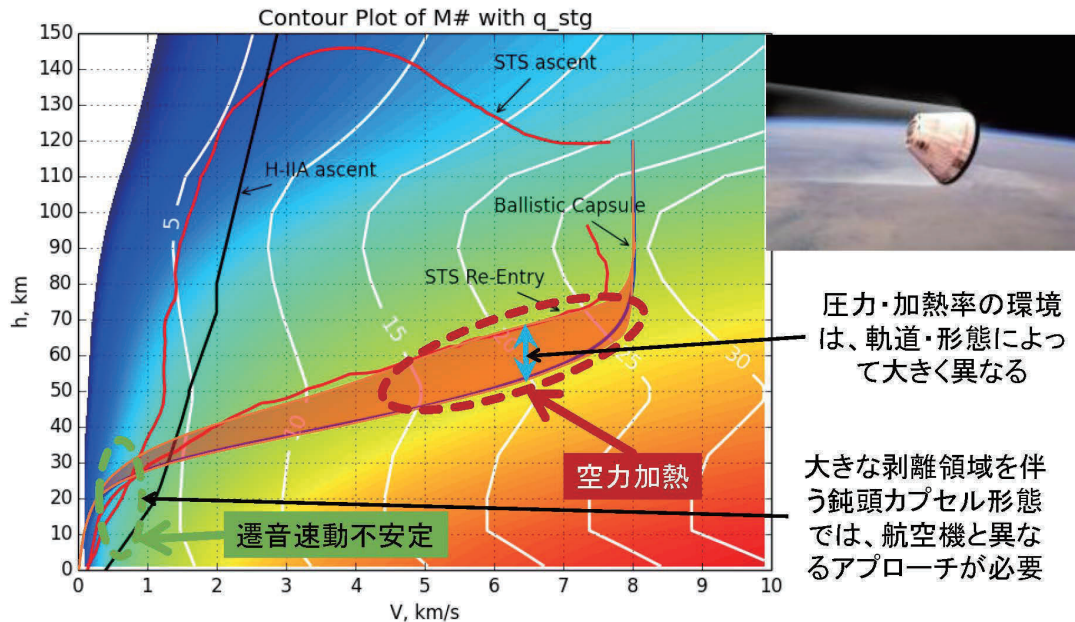 Contour Plot of M# with q_stg
150
140
130
120
110
100
90
80
70
60
50
40
30
20
10
0
h, km
0 1 2 3 4 5 6 7 8 9 10
V, km/s
STS ascent
H-IIA ascent
Ballistic Capsule
STS Re-Entry
5
15
25
30
空力加熱
遷音速動不安定
圧力・加熱率の環境
は、軌道・形態によっ
て大きく異なる
大きな剥離領域を伴
う鈍頭カプセル形態
では、航空機と異な
るアプローチが必要